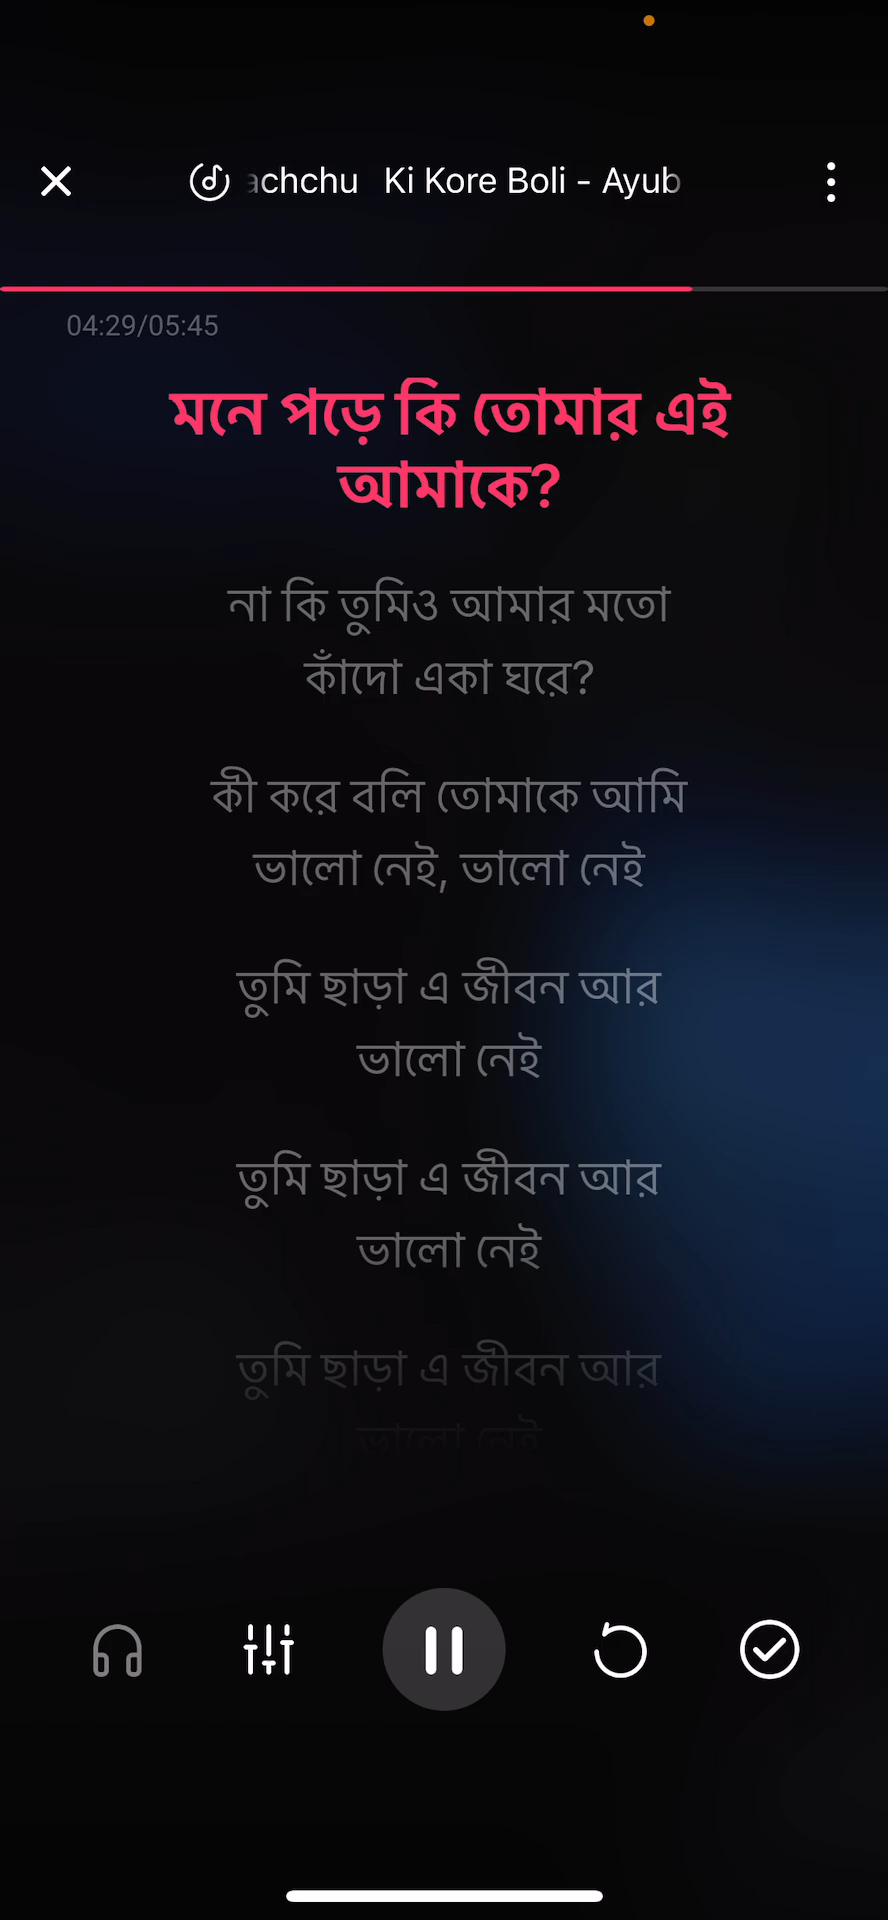 achchu Ki Kore Boli - Ayub
04:29/05:45
মনে পড়ে কি তোমার এই
আমাকে?
না কি তুমিও আমার মতো
কাঁদো একা ঘরে?
কী করে বলি তোমাকে আমি
ভালো নেই, ভালো নেই
তুমি ছাড়া এ জীবন আর
ভালো নেই
তুমি ছাড়া এ জীবন আর
ভালো নেই
তুমি ছাড়া এ জীবন আর
ভালো নেই